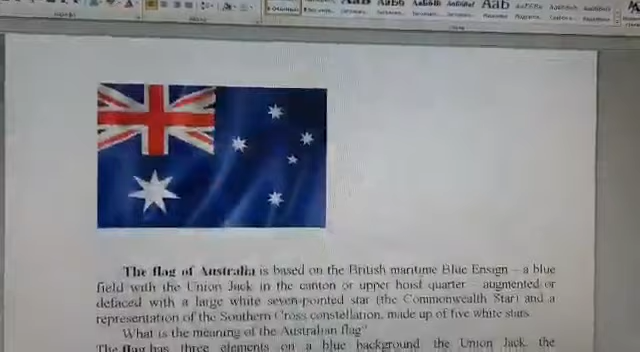 The flag of Australia is based on the British maritime Blue Ensign – a blue
field with the Union Jack in the canton or upper hoist quarter – augmented or
defaced with a large white seven-pointed star (the Commonwealth Star) and a
representation of the Southern Cross constellation, made up of five white stars.
What is the meaning of the Australian flag?
The flag has three elements on a blue background: the Union Jack, the